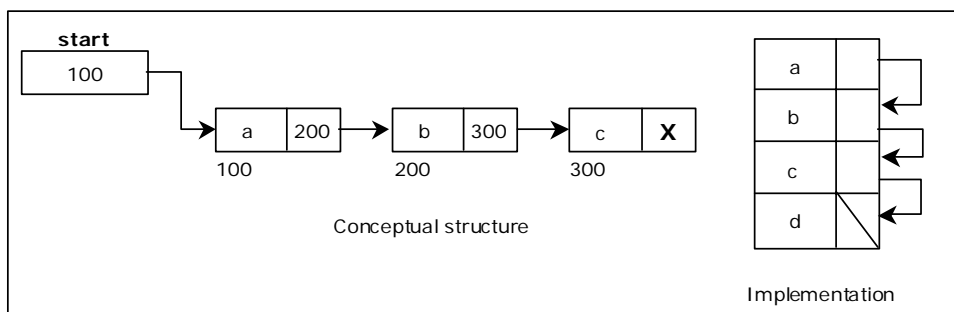 start
100
a 200
b 300
c X
100
200
300
Conceptual structure
a
b
c
d
Implementation